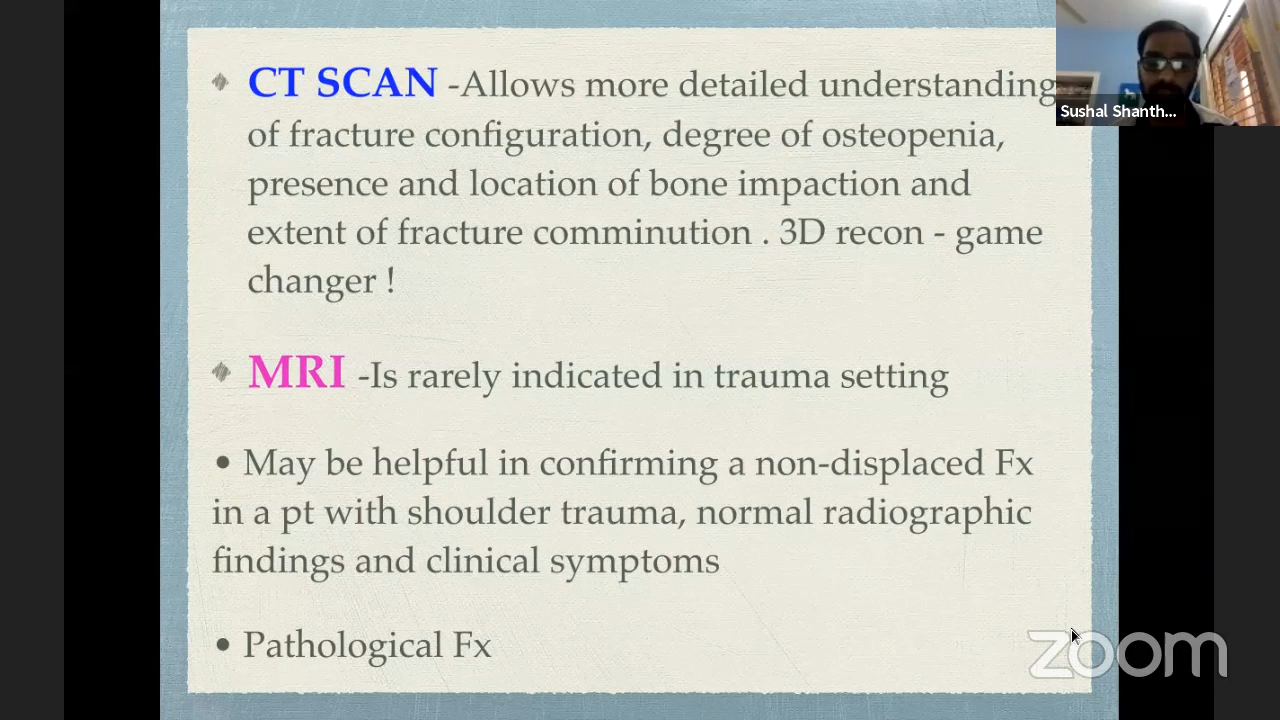 CT SCAN -Allows more detailed understanding
of fracture configuration, degree of osteopenia,
presence and location of bone impaction and
extent of fracture comminution . 3D recon - game
changer !
MRI -Is rarely indicated in trauma setting
• May be helpful in confirming a non-displaced Fx
in a pt with shoulder trauma, normal radiographic
findings and clinical symptoms
• Pathological Fx
Sushal Shanth...
zoom